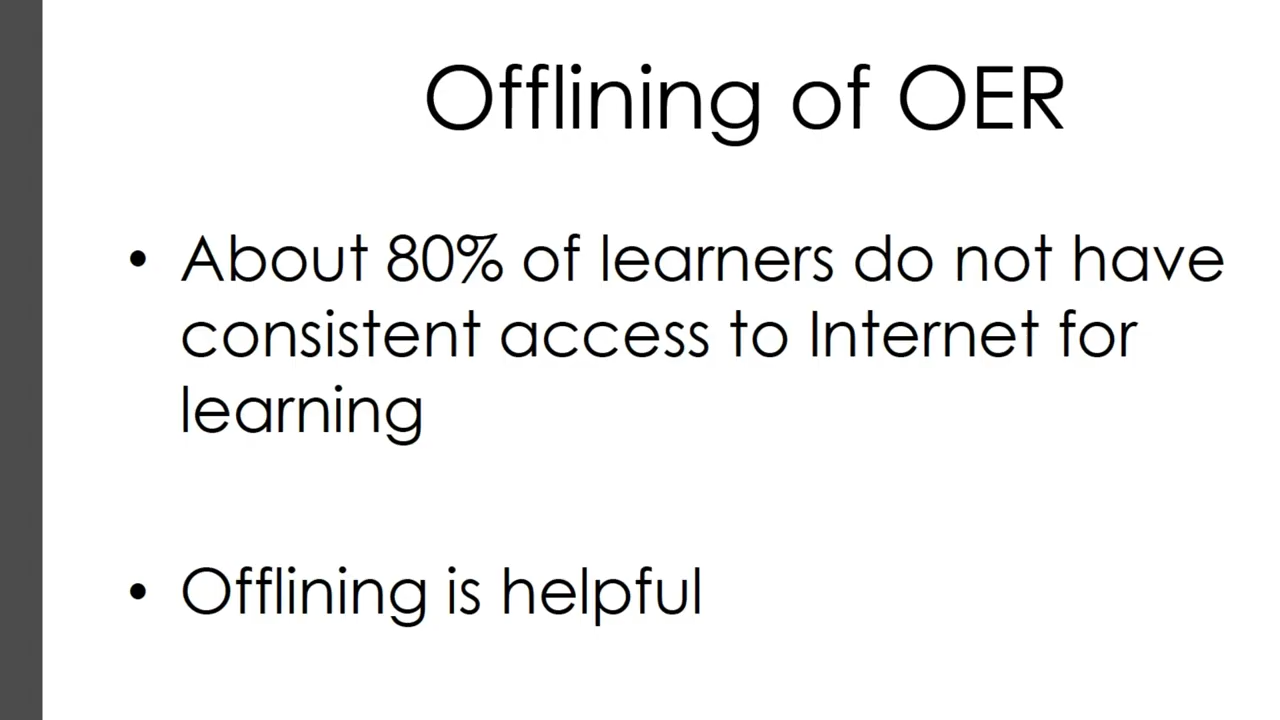 Offlining of OER
• About 80% of learners do not have
consistent access to Internet for
learning
• Offlining is helpful